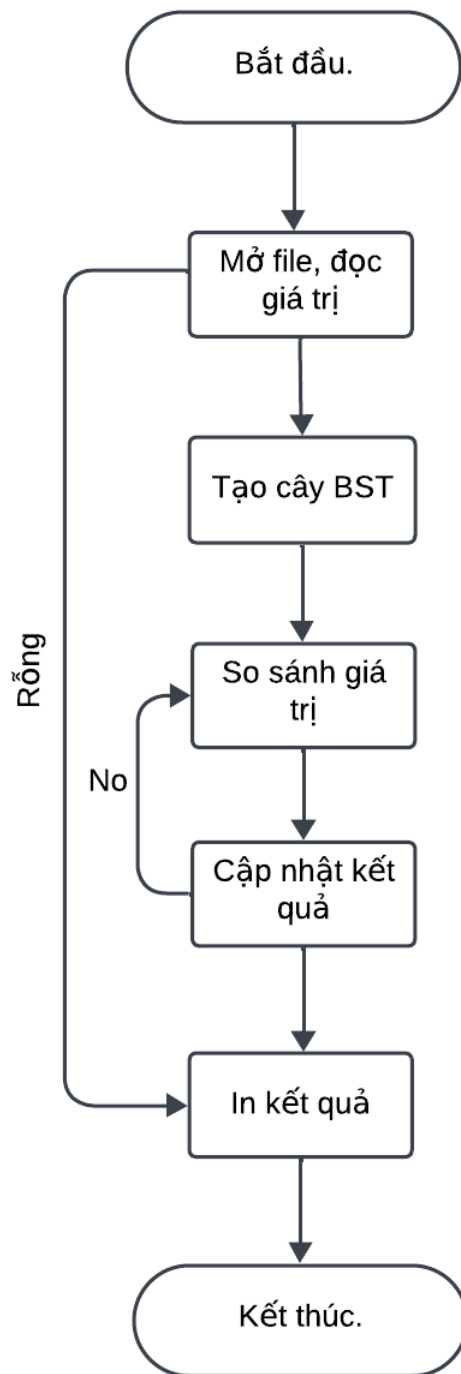 Bắt đầu.
Mở file, đọc
giá trị
Tạo cây BST
Rỗng
So sánh giá
trị
No
Cập nhật kết
quả
In kết quả
Kết thúc.